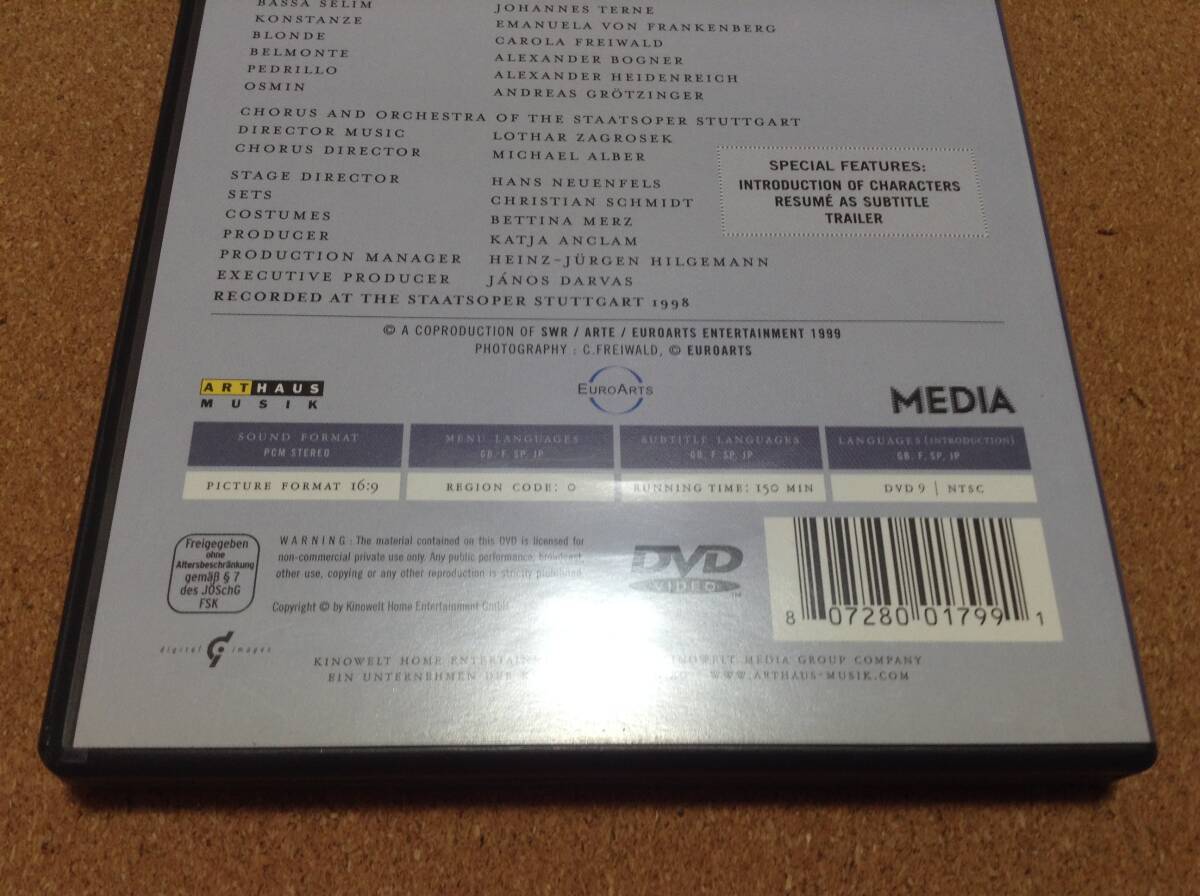 BASSA SELIM JOHANNES TERNE
KONSTANZE EMANUELA VON FRANKENBERG
BLONDE CAROLA FREIWALD
BELMONTE ALEXANDER BOGNER
PEDRILLO ALEXANDER HEIDENREICH
OSMIN ANDREAS GRÖTZINGER
CHORUS AND ORCHESTRA OF THE STAATSOPER STUTTGART
DIRECTOR MUSIC LOTHAR ZAGROSEK
CHORUS DIRECTOR MICHAEL ALBER
STAGE DIRECTOR HANS NEUENFELS
SETS CHRISTIAN SCHMIDT
COSTUMES BETTINA MERZ
PRODUCER KATJA ANCLAM
PRODUCTION MANAGER HEINZ-JÜRGEN HILGEMANN
EXECUTIVE PRODUCER JÁNOS DARVAS
RECORDED AT THE STAATSOPER STUTTGART 1998
SPECIAL FEATURES:
INTRODUCTION OF CHARACTERS
RESUMÉ AS SUBTITLE
TRAILER
© A COPRODUCTION OF SWR / ARTE / EUROARTS ENTERTAINMENT 1999
PHOTOGRAPHY : C.FREIWALD, © EUROARTS
ARTHAUS
MUSIK
EUROARTS
MEDIA
SOUND FORMAT
PCM STEREO
MENU LANGUAGES
GB, F, SP, JP
SUBTITLE LANGUAGES
GB, F, SP, JP
LANGUAGES (INTRODUCTION)
GB, F, SP, JP
PICTURE FORMAT 16:9
REGION CODE: 0
RUNNING TIME: 150 MIN
DVD 9 | NTSC
Freigegeben
ohne
Altersbeschränkung
gemäß § 7
des JÖSchG
FSK
WARNING : The material contained on this DVD is licensed for
non-commercial private use only. Any public performance, broadcast,
other use, copying or any other reproduction is strictly prohibited.
Copyright © by Kinowelt Home Entertainment GmbH
DVD
VIDEO
TM
8 07280 01799 1
digital images
KINOWELT HOME KINOWELT MEDIA GROUP COMPANY
EIN UNTERNEHMEN DER WWW.ARTHAUS-MUSIK.COM